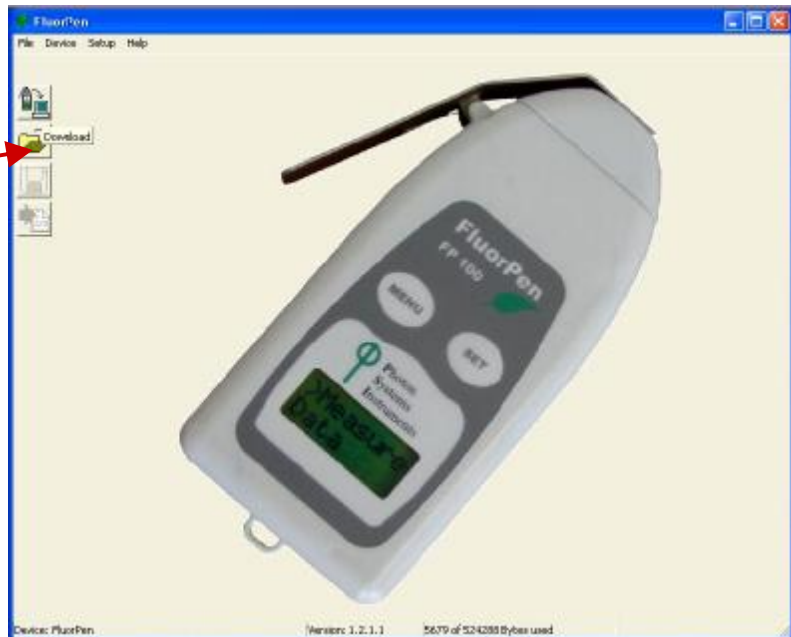 FluorPen
File Device Setup Help
Download
FluorPen
FP 100
MENU
SET
Photon
Systems
Instruments
>Measure
Data
Device: FluorPen Version: 1.2.1.1 5679 of 524288 Bytes used